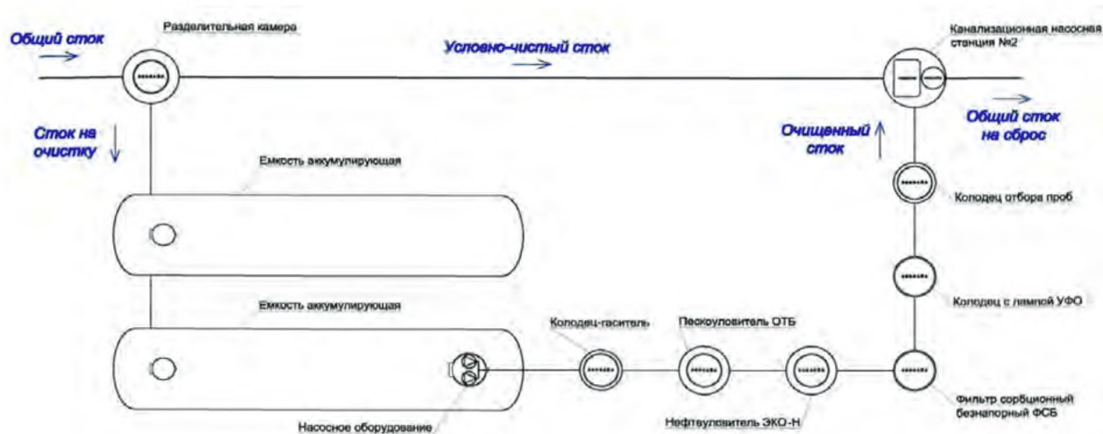 Разделительная камера
Общий сток
Условно-чистый сток
Канализационная насосная
станция №2
Сток на
очистку
Очищенный
сток
Общий сток
на сброс
Емкость аккумулирующая
Колодец отбора проб
Емкость аккумулирующая
Колодец с лампой УФО
Колодец-гаситель
Пескоуловитель ОТБ
Насосное оборудование
Нефтвуловитель ЭКО-Н
Фильтр сорбционный
безнапорный ФСБ